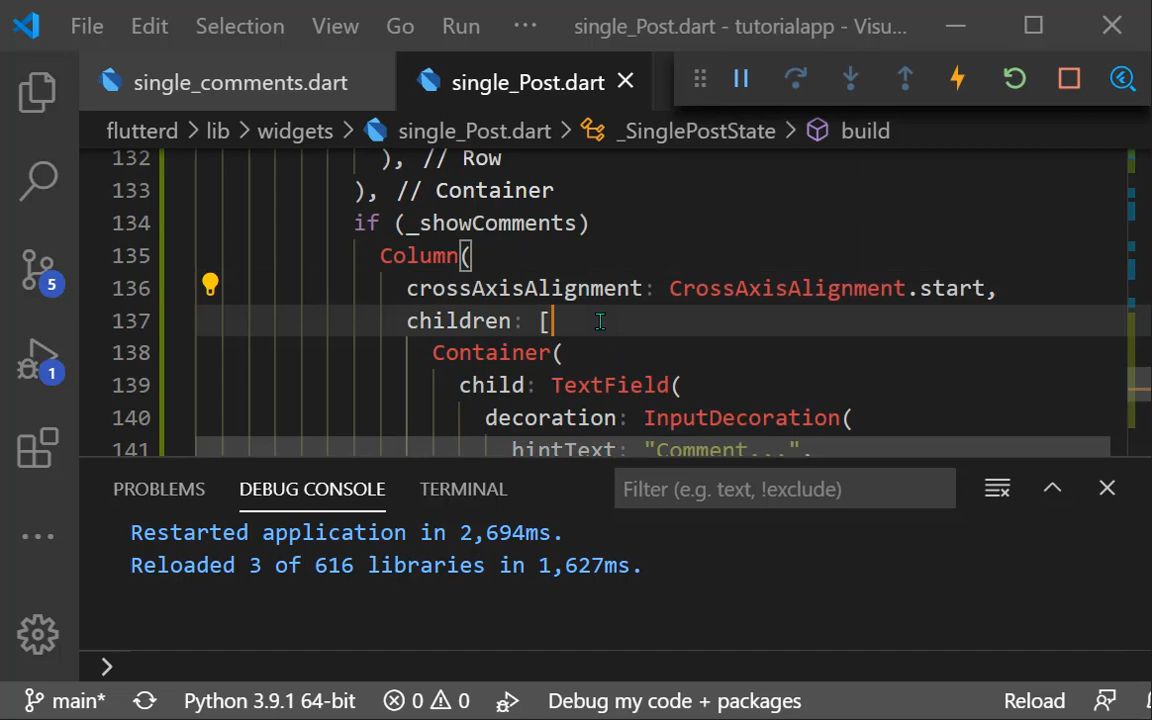 File Edit Selection View Go Run ··· single_Post.dart - tutorialapp - Visu...
single_comments.dart single_Post.dart
flutterd > lib > widgets > single_Post.dart > _SinglePostState > build
132 ), // Row
133 ), // Container
134 if (_showComments)
135 Column(
136 crossAxisAlignment: CrossAxisAlignment.start,
137 children: [
138 Container(
139 child: TextField(
140 decoration: InputDecoration(
141 hintText: "Comment...",
5
1
PROBLEMS DEBUG CONSOLE TERMINAL Filter (e.g. text, !exclude)
Restarted application in 2,694ms.
Reloaded 3 of 616 libraries in 1,627ms.
>
main* Python 3.9.1 64-bit 0 0 Debug my code + packages Reload